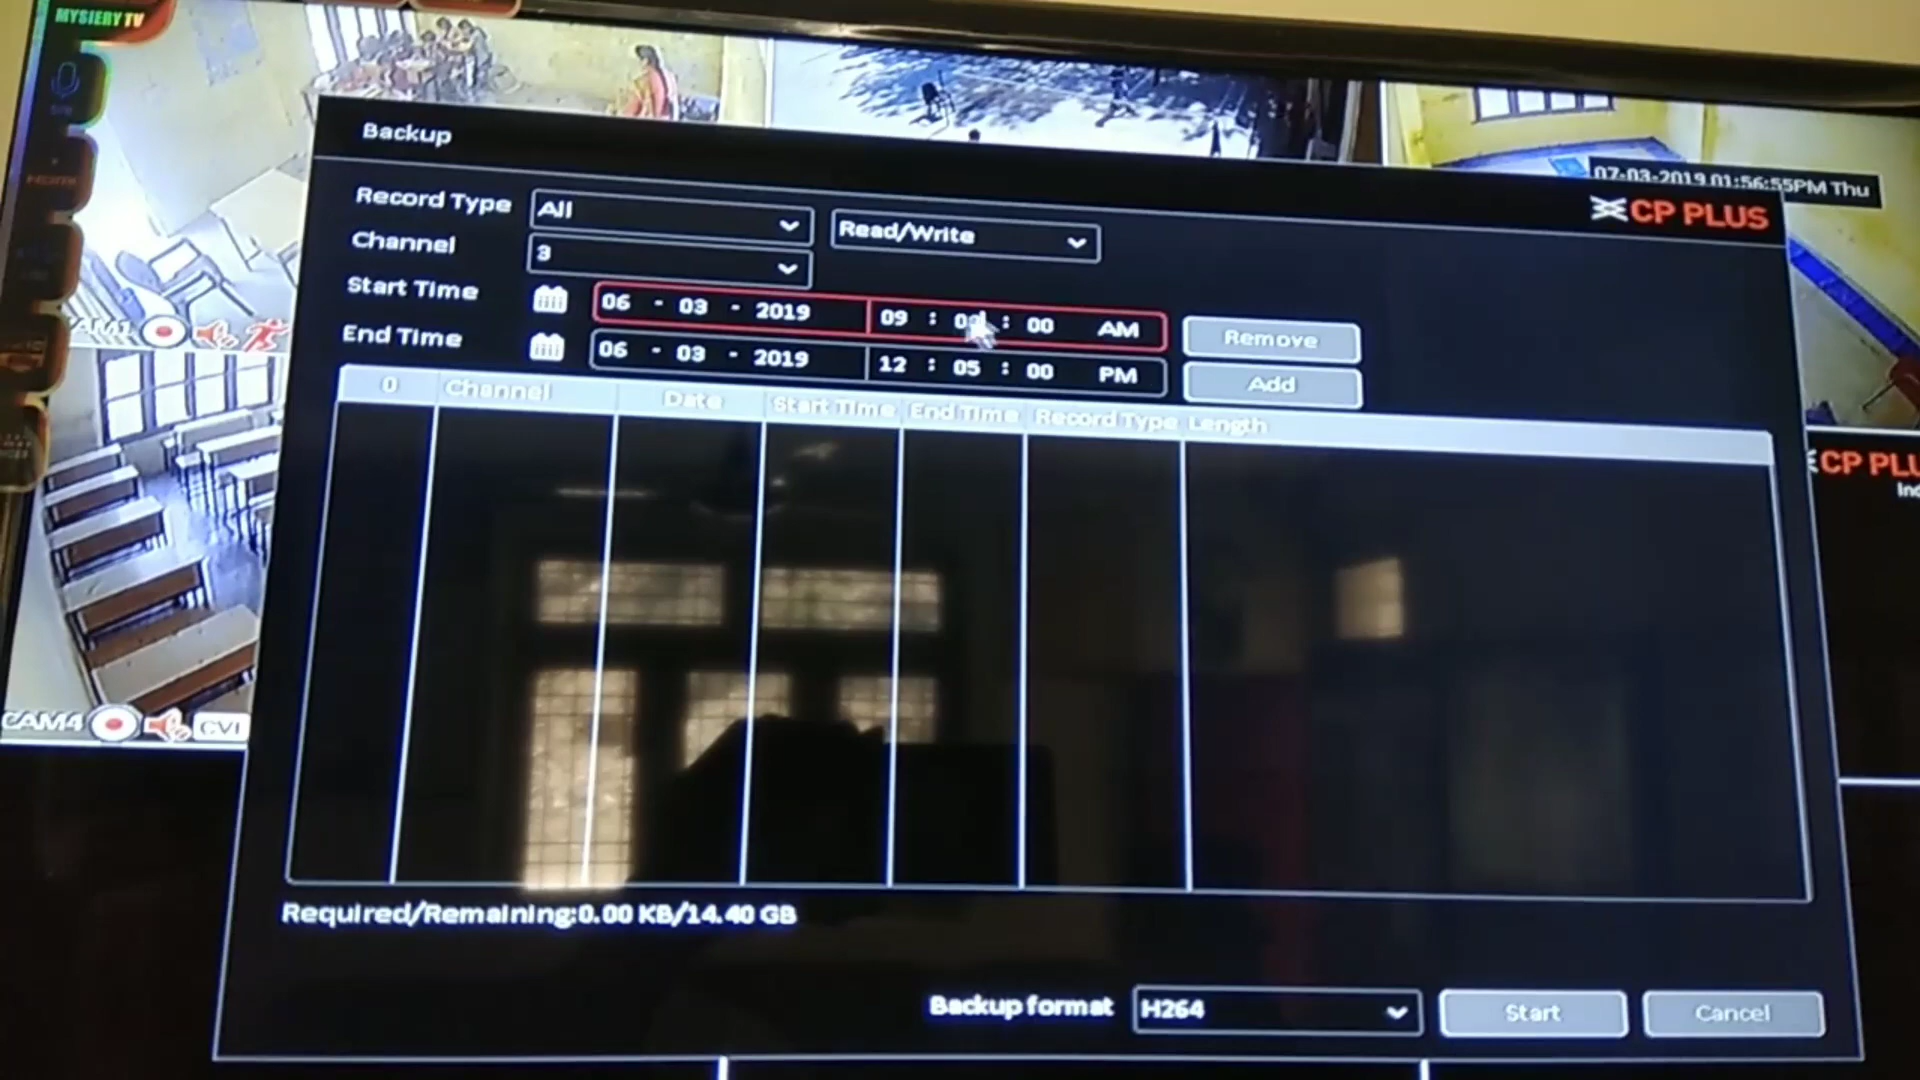 MYSTERY TV
Backup
07-03-2019 01:56:55PM Thu
CP PLUS
Record Type All Read/Write
Channel 3
Start Time 06 - 03 - 2019 09 : : 00 AM Remove
End Time 06 - 03 - 2019 12 : 05 : 00 PM Add
0 Channel Date Start Time End Time Record Type Length
CAM1
CP PLU
CAM4 CVI
Required/Remaining:0.00 KB/14.40 GB
Backup format H264 Start Cancel